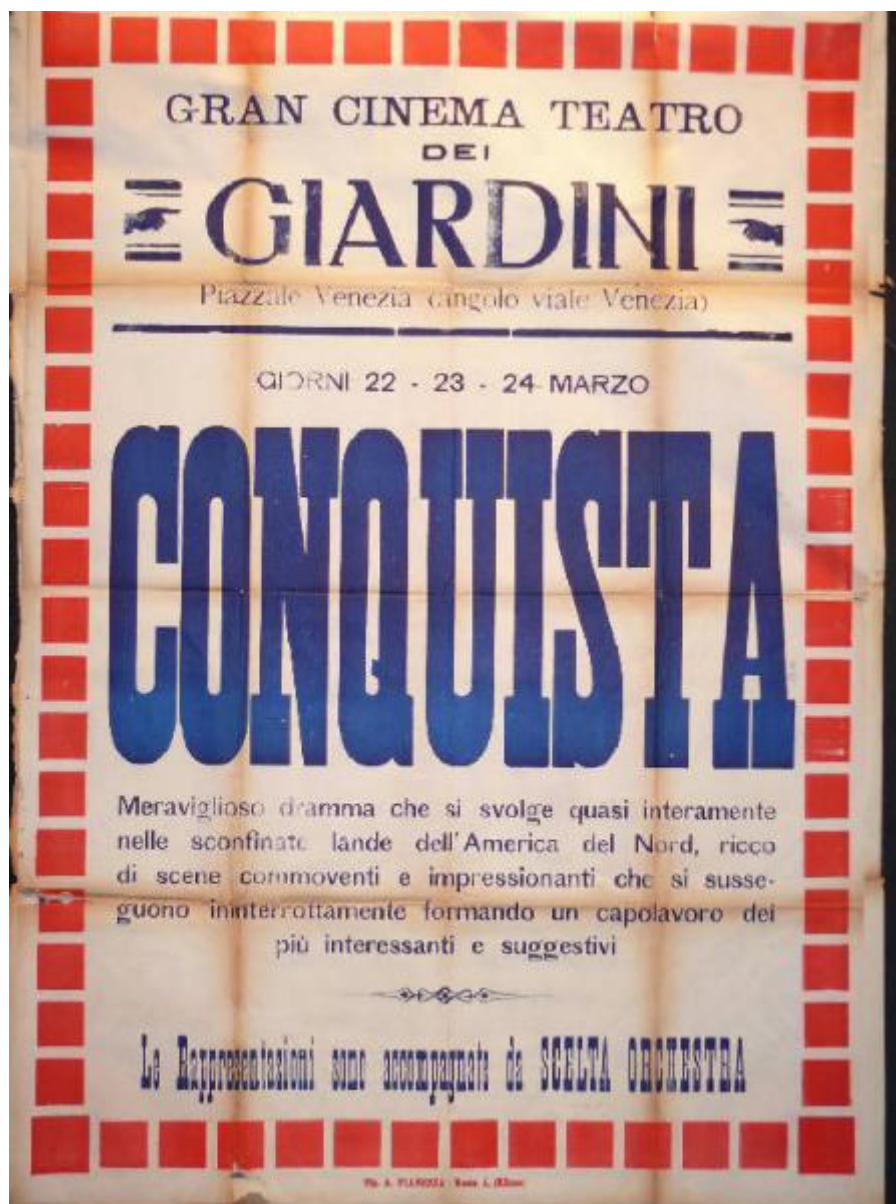 GRAN CINEMA TEATRO
DEI
GIARDINI
Piazzale Venezia (angolo viale Venezia)
GIORNI 22 - 23 - 24 MARZO
CONQUISTA
Meraviglioso dramma che si svolge quasi interamente
nelle sconfinate lande dell'America del Nord, ricco
di scene commoventi e impressionanti che si susse-
guono ininterrottamente formando un capolavoro dei
più interessanti e suggestivi
Le Rappresentazioni sono accompagnate da SCELTA ORCHESTRA